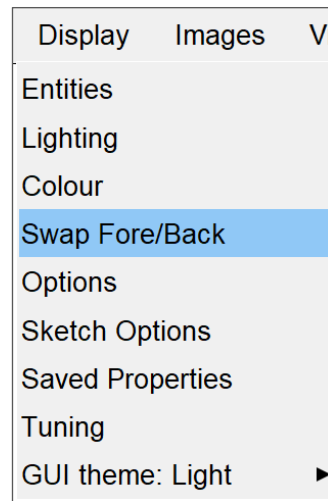 Display Images V
Entities
Lighting
Colour
Swap Fore/Back
Options
Sketch Options
Saved Properties
Tuning
GUI theme: Light